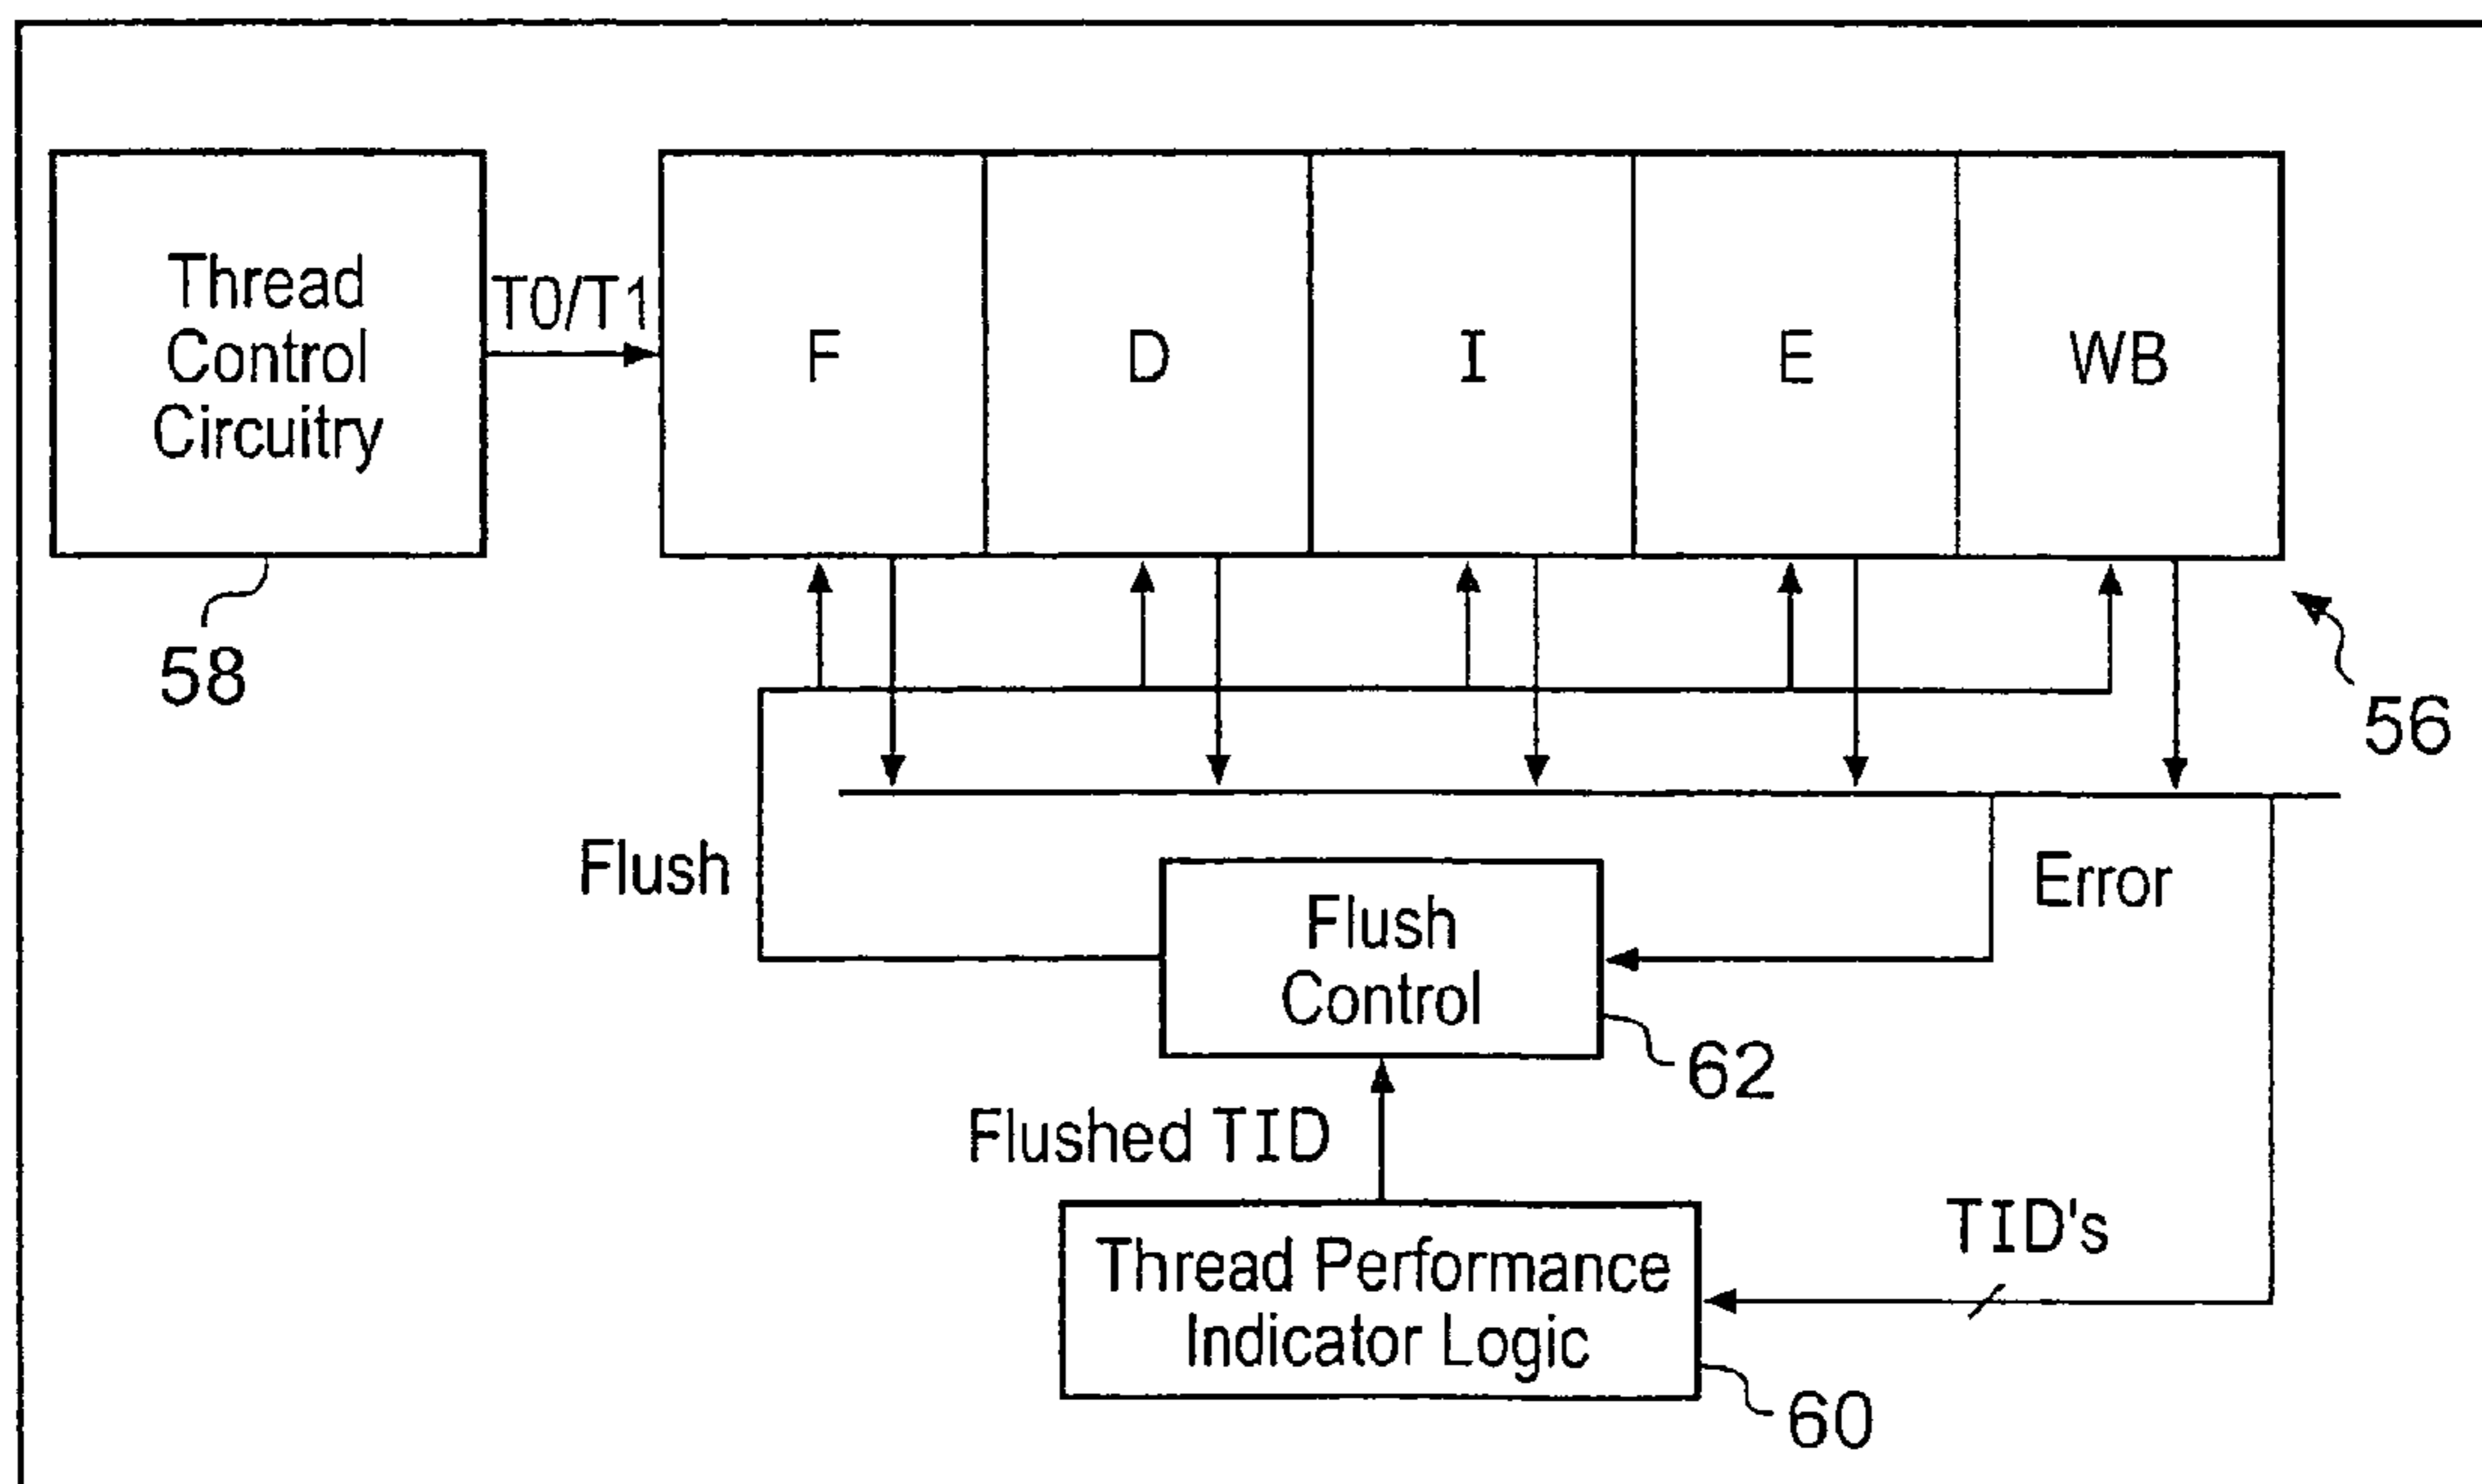 Thread
Control
Circuitry
T0/T1
F
D
I
E
WB
58
56
Flush
Flush
Control
Error
62
Flushed TID
TID's
Thread Performance
Indicator Logic
60